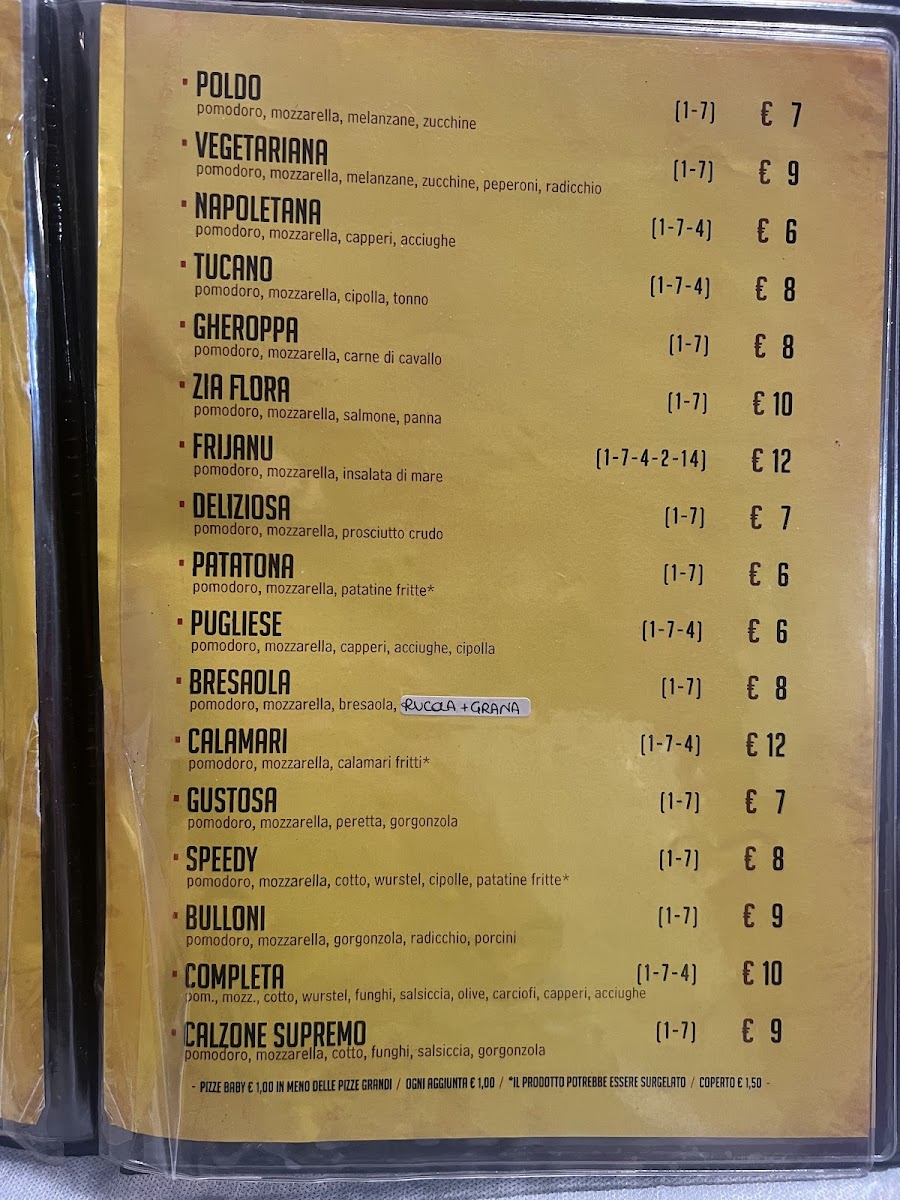 POLDO
pomodoro, mozzarella, melanzane, zucchine (1-7) € 7
VEGETARIANA
pomodoro, mozzarella, melanzane, zucchine, peperoni, radicchio (1-7) € 9
NAPOLETANA
pomodoro, mozzarella, capperi, acciughe (1-7-4) € 6
TUCANO
pomodoro, mozzarella, cipolla, tonno (1-7-4) € 8
GHEROPPA
pomodoro, mozzarella, carne di cavallo (1-7) € 8
ZIA FLORA
pomodoro, mozzarella, salmone, panna (1-7) € 10
FRIJANU
pomodoro, mozzarella, insalata di mare (1-7-4-2-14) € 12
DELIZIOSA
pomodoro, mozzarella, prosciutto crudo (1-7) € 7
PATATONA
pomodoro, mozzarella, patatine fritte* (1-7) € 6
PUGLIESE
pomodoro, mozzarella, capperi, acciughe, cipolla (1-7-4) € 6
BRESAOLA
pomodoro, mozzarella, bresaola, RUCOLA + GRANA (1-7) € 8
CALAMARI
pomodoro, mozzarella, calamari fritti* (1-7-4) € 12
GUSTOSA
pomodoro, mozzarella, peretta, gorgonzola (1-7) € 7
SPEEDY
pomodoro, mozzarella, cotto, wurstel, cipolle, patatine fritte* (1-7) € 8
BULLONI
pomodoro, mozzarella, gorgonzola, radicchio, porcini (1-7) € 9
COMPLETA
pom., mozz., cotto, wurstel, funghi, salsiccia, olive, carciofi, capperi, acciughe (1-7-4) € 10
CALZONE SUPREMO
pomodoro, mozzarella, cotto, funghi, salsiccia, gorgonzola (1-7) € 9
- PIZZE BABY € 1,00 IN MENO DELLE PIZZE GRANDI / OGNI AGGIUNTA € 1,00 / *IL PRODOTTO POTREBBE ESSERE SURGELATO / COPERTO € 1,50 -